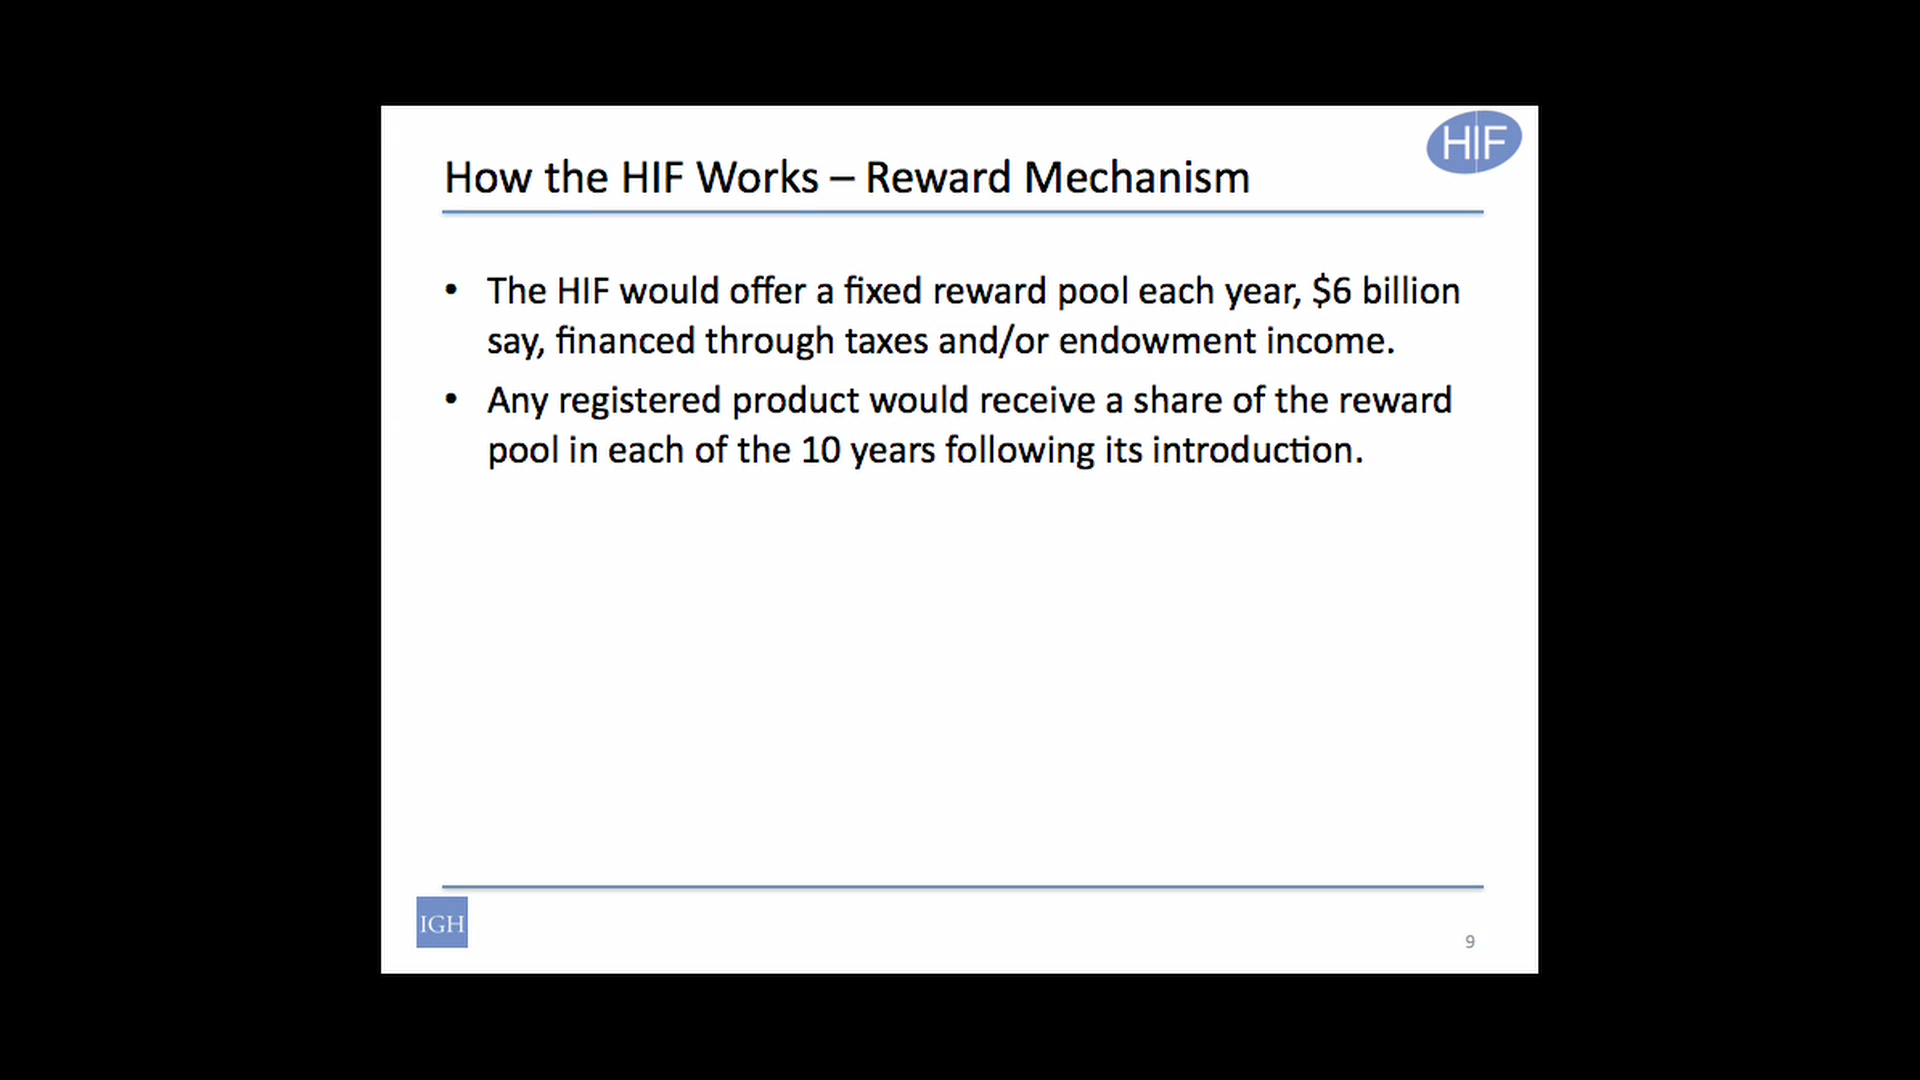 HIF
How the HIF Works – Reward Mechanism
• The HIF would offer a fixed reward pool each year, $6 billion
say, financed through taxes and/or endowment income.
• Any registered product would receive a share of the reward
pool in each of the 10 years following its introduction.
IGH
9